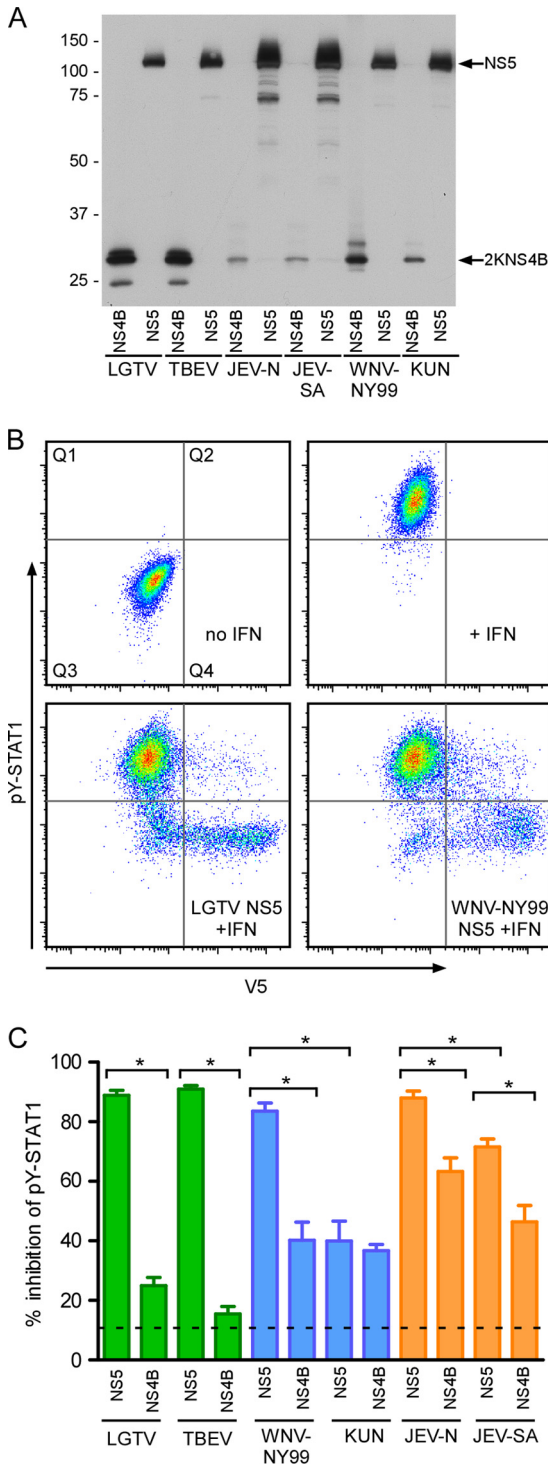 A
150 -
100 -
75 -
50 -
37 -
25 -
NS5
2KNS4B
NS4B NS5 NS4B NS5 NS4B NS5 NS4B NS5 NS4B NS5 NS4B NS5
LGTV TBEV JEV-N JEV-SA WNV-NY99 KUN
B
Q1 Q2
no IFN
Q3 Q4
+ IFN
pY-STAT1
LGTV NS5
+IFN
WNV-NY99
NS5 +IFN
V5
C
* * * * * * *
% inhibition of pY-STAT1
100
80
60
40
20
0
NS5 NS4B NS5 NS4B NS5 NS4B NS5 NS4B NS5 NS4B NS5 NS4B
LGTV TBEV WNV-NY99 KUN JEV-N JEV-SA